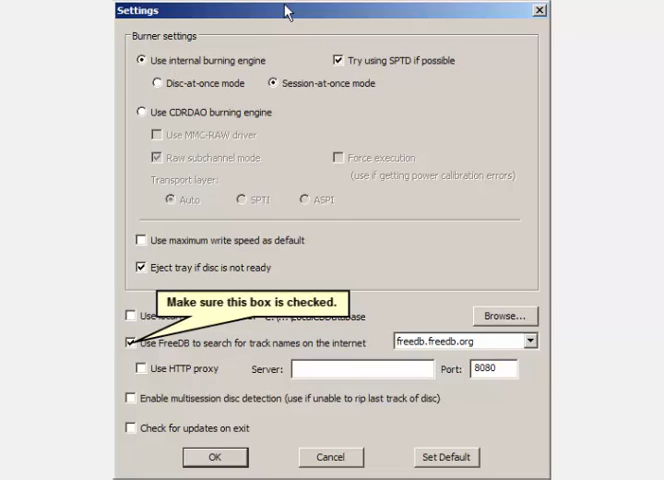 Settings
Burner settings
Use internal burning engine
Try using SPTD if possible
Disc-at-once mode
Session-at-once mode
Use CDRDAO burning engine
Use MMC-RAW driver
Raw subchannel mode
Force execution
Transport layer:
(use if getting power calibration errors)
Auto
SPTI
ASPI
Use maximum write speed as default
Eject tray if disc is not ready
Make sure this box is checked.
Use
Browse...
Use FreeDB to search for track names on the internet
freedb.freedb.org
Use HTTP proxy
Server:
Port:
8080
Enable multisession disc detection (use if unable to rip last track of disc)
Check for updates on exit
OK
Cancel
Set Default